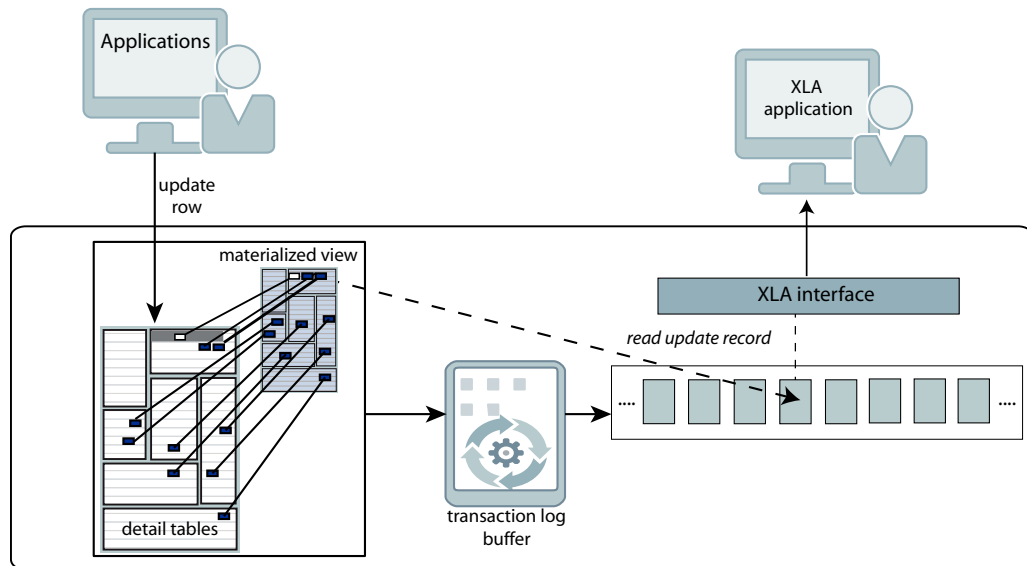 Applications
XLA
application
update
row
materialized view
XLA interface
read update record
....
....
detail tables
transaction log
buffer